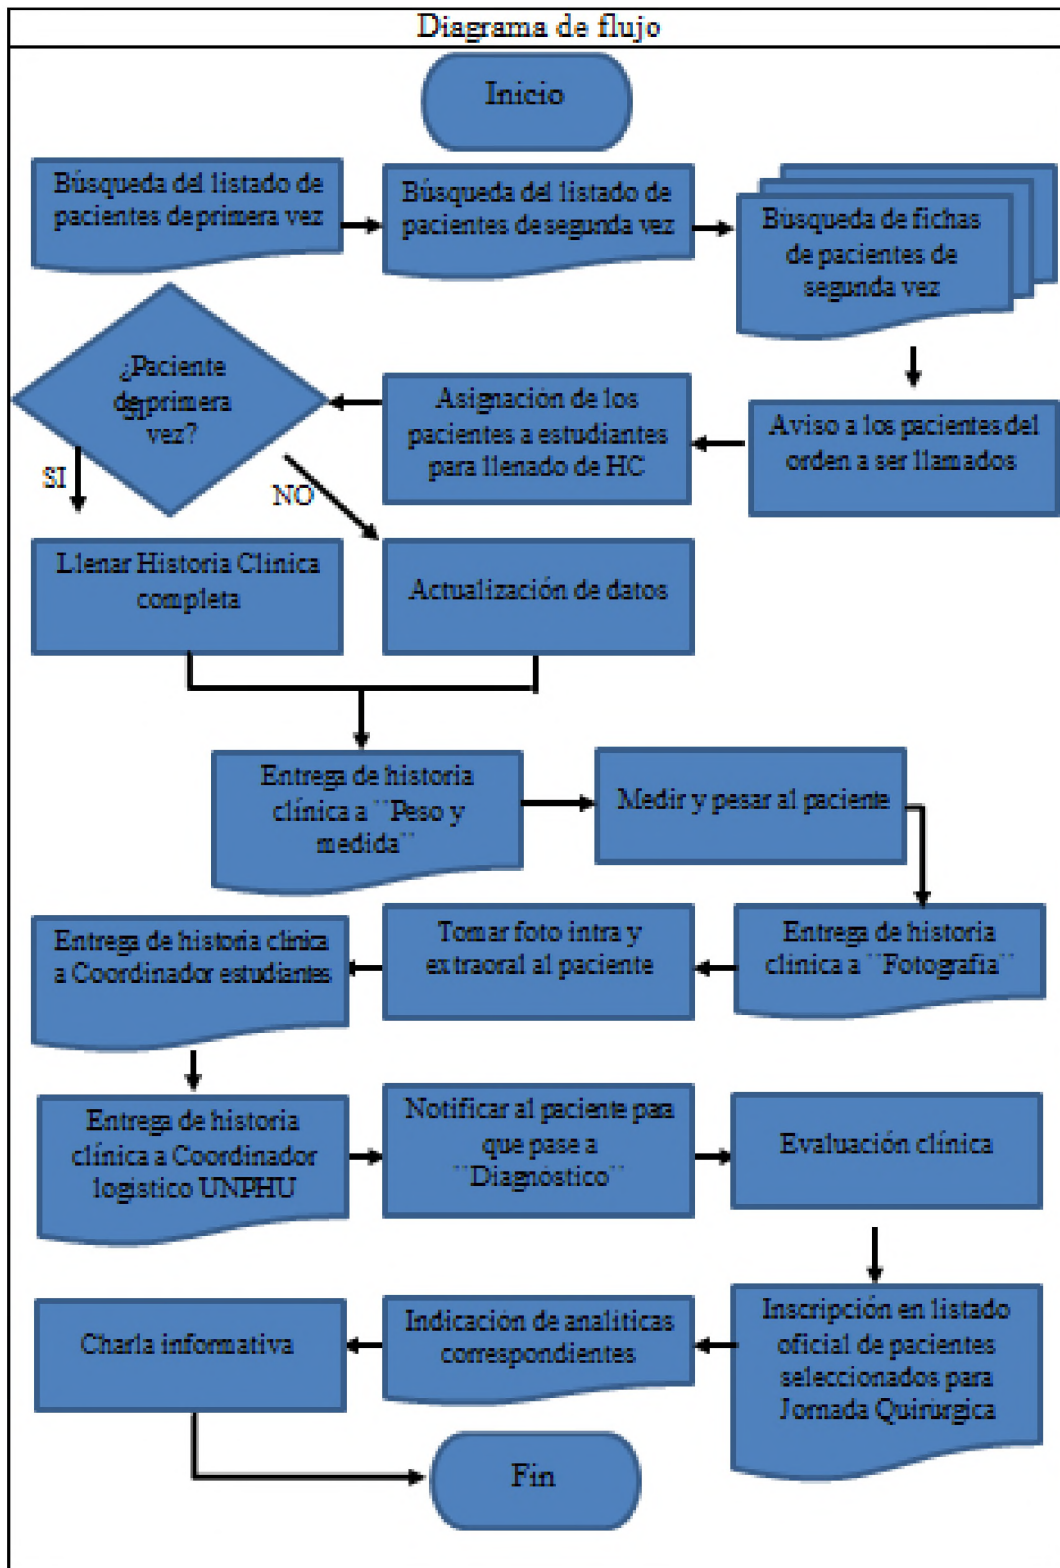 Diagrama de flujo
Inicio
Búsqueda del listado de
pacientes de primera vez
Búsqueda del listado de
pacientes de segunda vez
Búsqueda de fichas
de pacientes de
segunda vez
¿Paciente
de primera
vez?
SI
Asignación de los
pacientes a estudiantes
para llenado de HC
Aviso a los pacientes del
orden a ser llamados
SI
NO
Llenar Historia Clínica
completa
Actualización de datos
Entrega de historia
clínica a ¨Peso y
medida¨
Medir y pesar al paciente
Entrega de historia clínica
a Coordinador estudiantes
Tomar foto intra y
extraoral al paciente
Entrega de historia
clínica a ¨Fotografía¨
Entrega de historia
clínica a Coordinador
logístico UNPHU
Notificar al paciente para
que pase a
¨Diagnóstico¨
Evaluación clínica
Charla informativa
Indicación de analíticas
correspondientes
Inscripción en listado
oficial de pacientes
seleccionados para
Jornada Quirúrgica
Fin